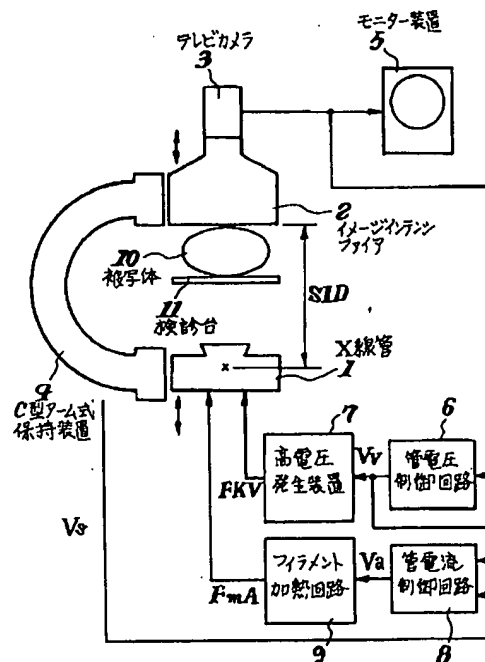 テレビカメラ
3
モニター装置
5
2
イメージインテンシ
ファイア
10
被写体
11
検診台
SID
X線管
1
4
C型アーム式
保持装置
7
高電圧
発生装置
Vv
6
管電圧
制御回路
FKV
Vs
フィラメント
加熱回路
Va
管電流
制御回路
FmA
9
8